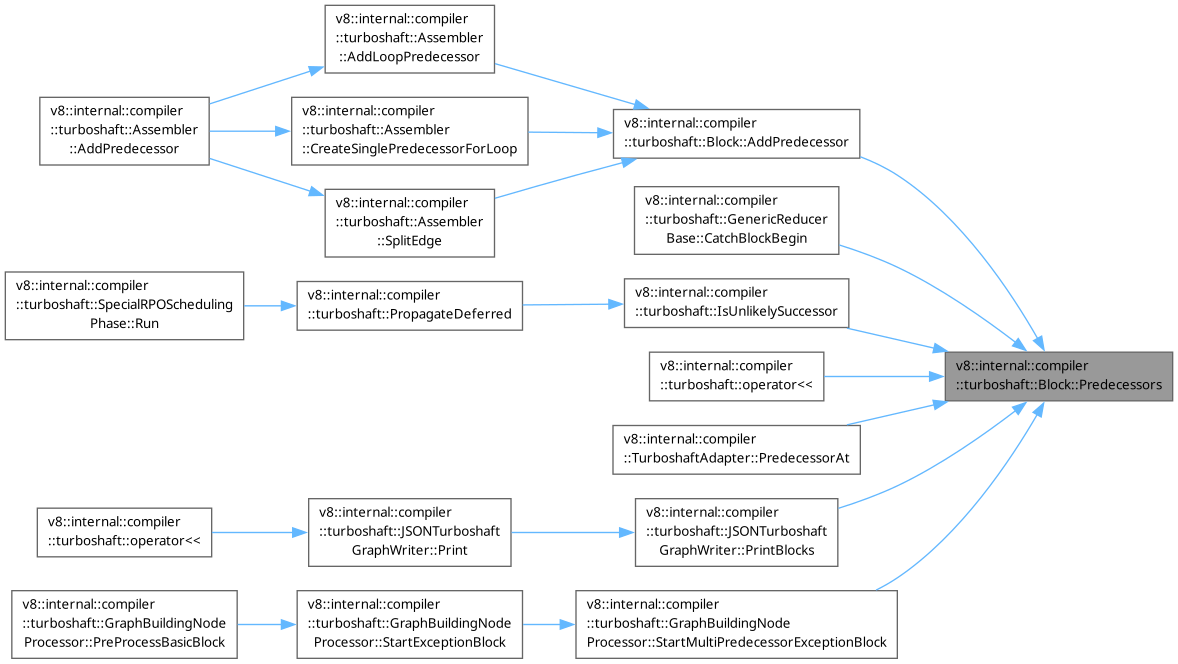 v8::internal::compiler
::turboshaft::Assembler
::AddLoopPredecessor
v8::internal::compiler
::turboshaft::Assembler
::AddPredecessor
v8::internal::compiler
::turboshaft::Assembler
::CreateSinglePredecessorForLoop
v8::internal::compiler
::turboshaft::Block::AddPredecessor
v8::internal::compiler
::turboshaft::Assembler
::SplitEdge
v8::internal::compiler
::turboshaft::GenericReducer
Base::CatchBlockBegin
v8::internal::compiler
::turboshaft::SpecialRPOScheduling
Phase::Run
v8::internal::compiler
::turboshaft::PropagateDeferred
v8::internal::compiler
::turboshaft::IsUnlikelySuccessor
v8::internal::compiler
::turboshaft::operator<<
v8::internal::compiler
::turboshaft::Block::Predecessors
v8::internal::compiler
::TurboshaftAdapter::PredecessorAt
v8::internal::compiler
::turboshaft::operator<<
v8::internal::compiler
::turboshaft::JSONTurboshaft
GraphWriter::Print
v8::internal::compiler
::turboshaft::JSONTurboshaft
GraphWriter::PrintBlocks
v8::internal::compiler
::turboshaft::GraphBuildingNode
Processor::PreProcessBasicBlock
v8::internal::compiler
::turboshaft::GraphBuildingNode
Processor::StartExceptionBlock
v8::internal::compiler
::turboshaft::GraphBuildingNode
Processor::StartMultiPredecessorExceptionBlock